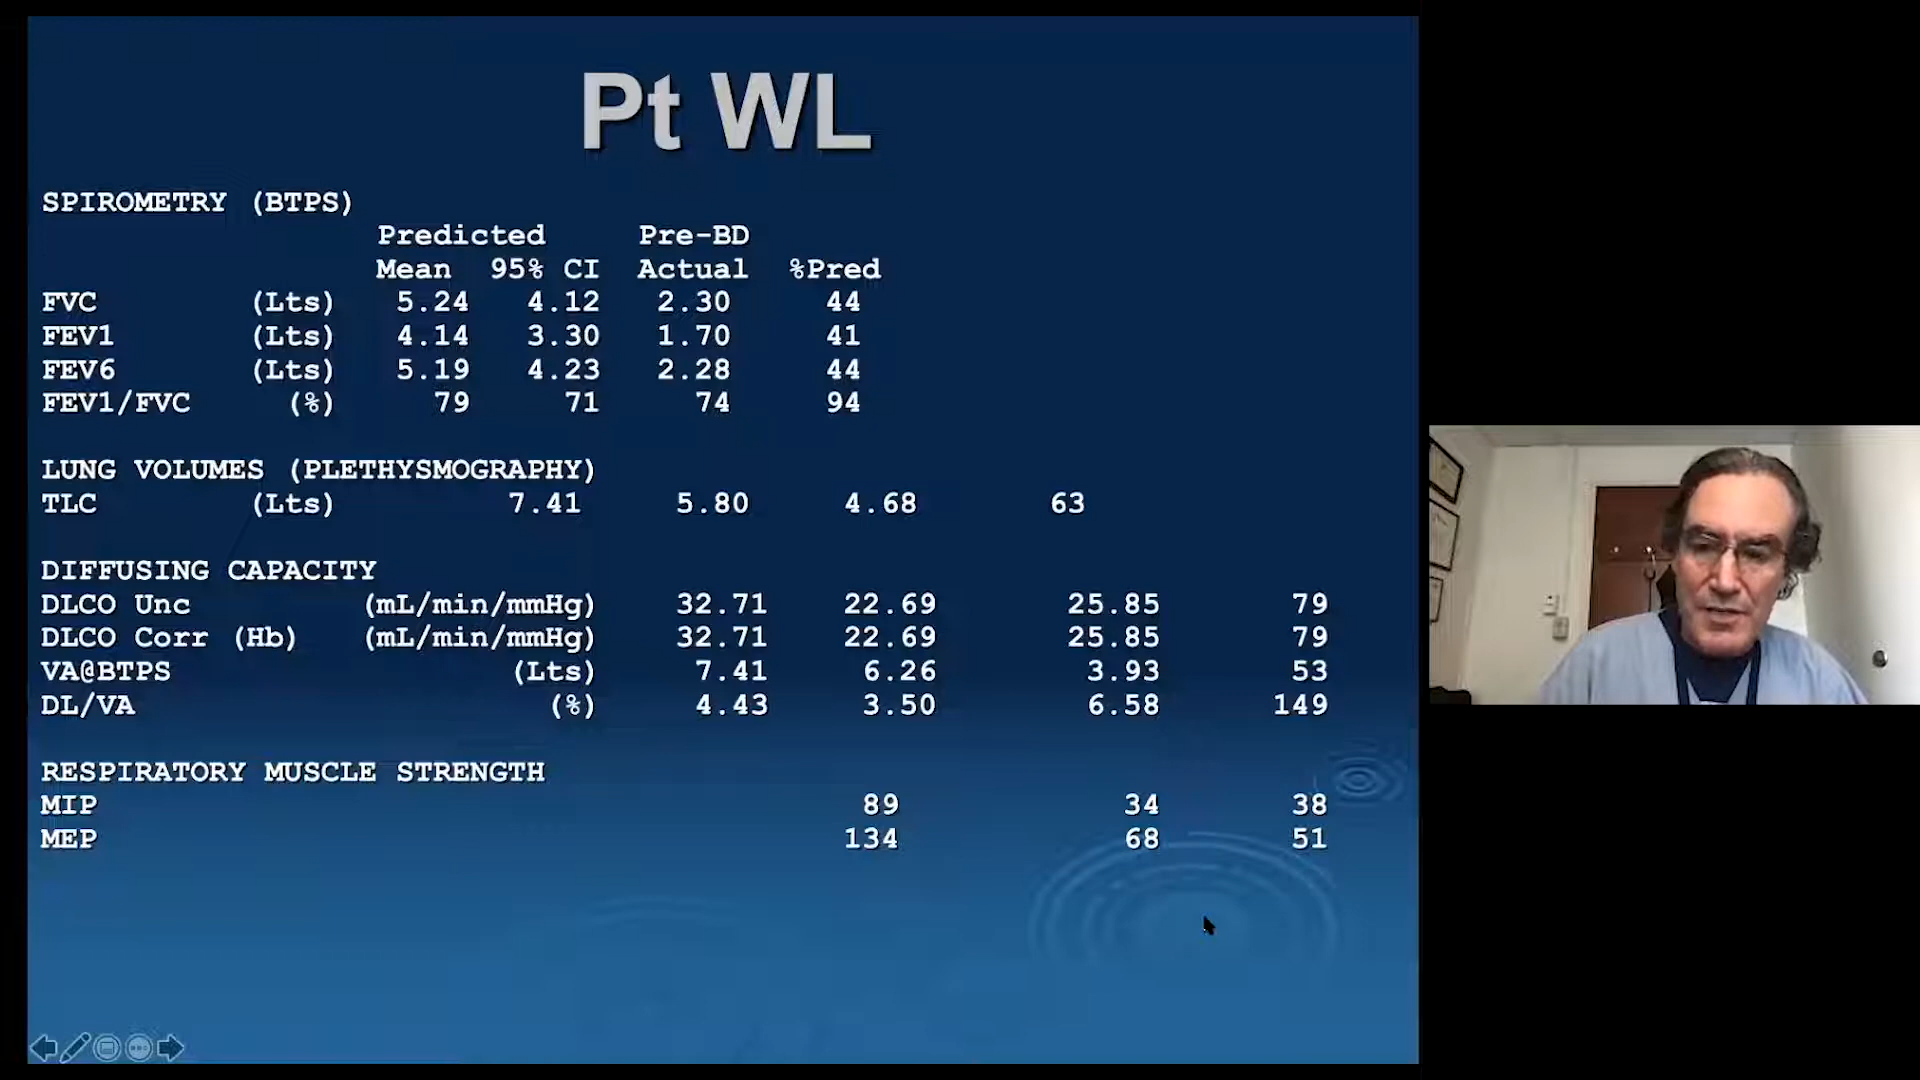 Pt WL
SPIROMETRY (BTPS)
Predicted Pre-BD
Mean 95% CI Actual %Pred
FVC (Lts) 5.24 4.12 2.30 44
FEV1 (Lts) 4.14 3.30 1.70 41
FEV6 (Lts) 5.19 4.23 2.28 44
FEV1/FVC (%) 79 71 74 94
LUNG VOLUMES (PLETHYSMOGRAPHY)
TLC (Lts) 7.41 5.80 4.68 63
DIFFUSING CAPACITY
DLCO Unc (mL/min/mmHg) 32.71 22.69 25.85 79
DLCO Corr (Hb) (mL/min/mmHg) 32.71 22.69 25.85 79
VA@BTPS (Lts) 7.41 6.26 3.93 53
DL/VA (%) 4.43 3.50 6.58 149
RESPIRATORY MUSCLE STRENGTH
MIP 89 34 38
MEP 134 68 51